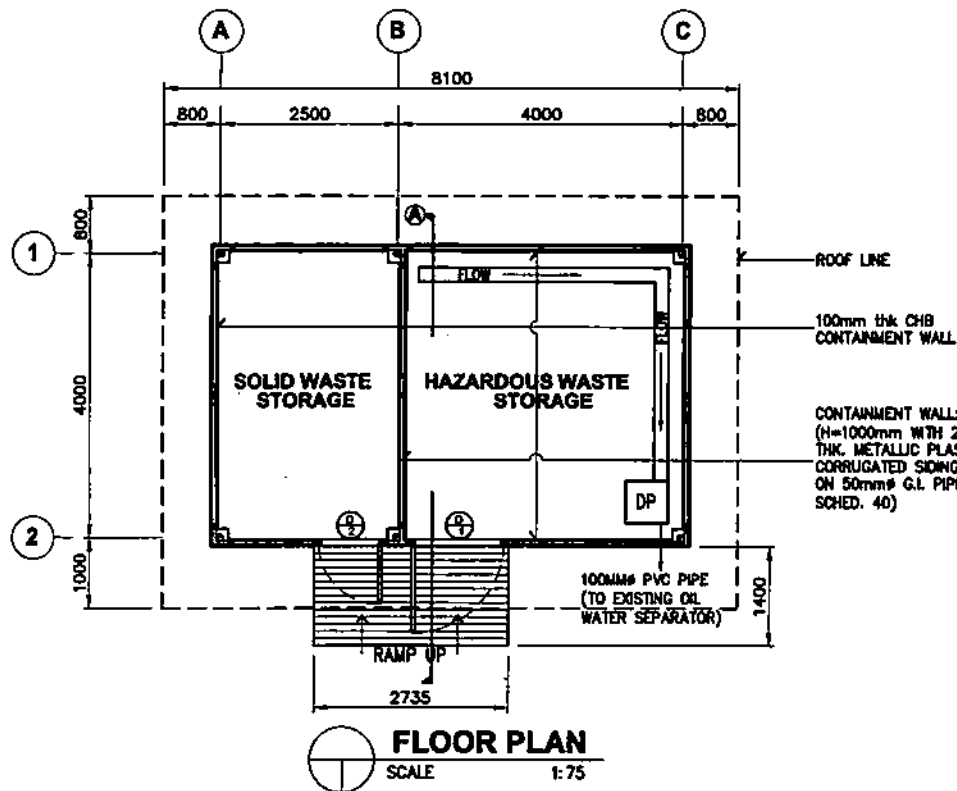 A
B
C
8100
800
2500
4000
800
800
1
A
FLOW
ROOF LINE
FLOW
100mm thk CHB
CONTAINMENT WALL
4000
SOLID WASTE
STORAGE
HAZARDOUS WASTE
STORAGE
CONTAINMENT WALL
(H=1000mm WITH 2
THK. METALLIC PLAS
CORRUGATED SIDING
ON 50mmø G.I. PIP
SCHED. 40)
DP
2
D
2
D
1
1000
100MMø PVC PIPE
(TO EXISTING OIL
WATER SEPARATOR)
1400
RAMP UP
2735
FLOOR PLAN
SCALE
1:75
1